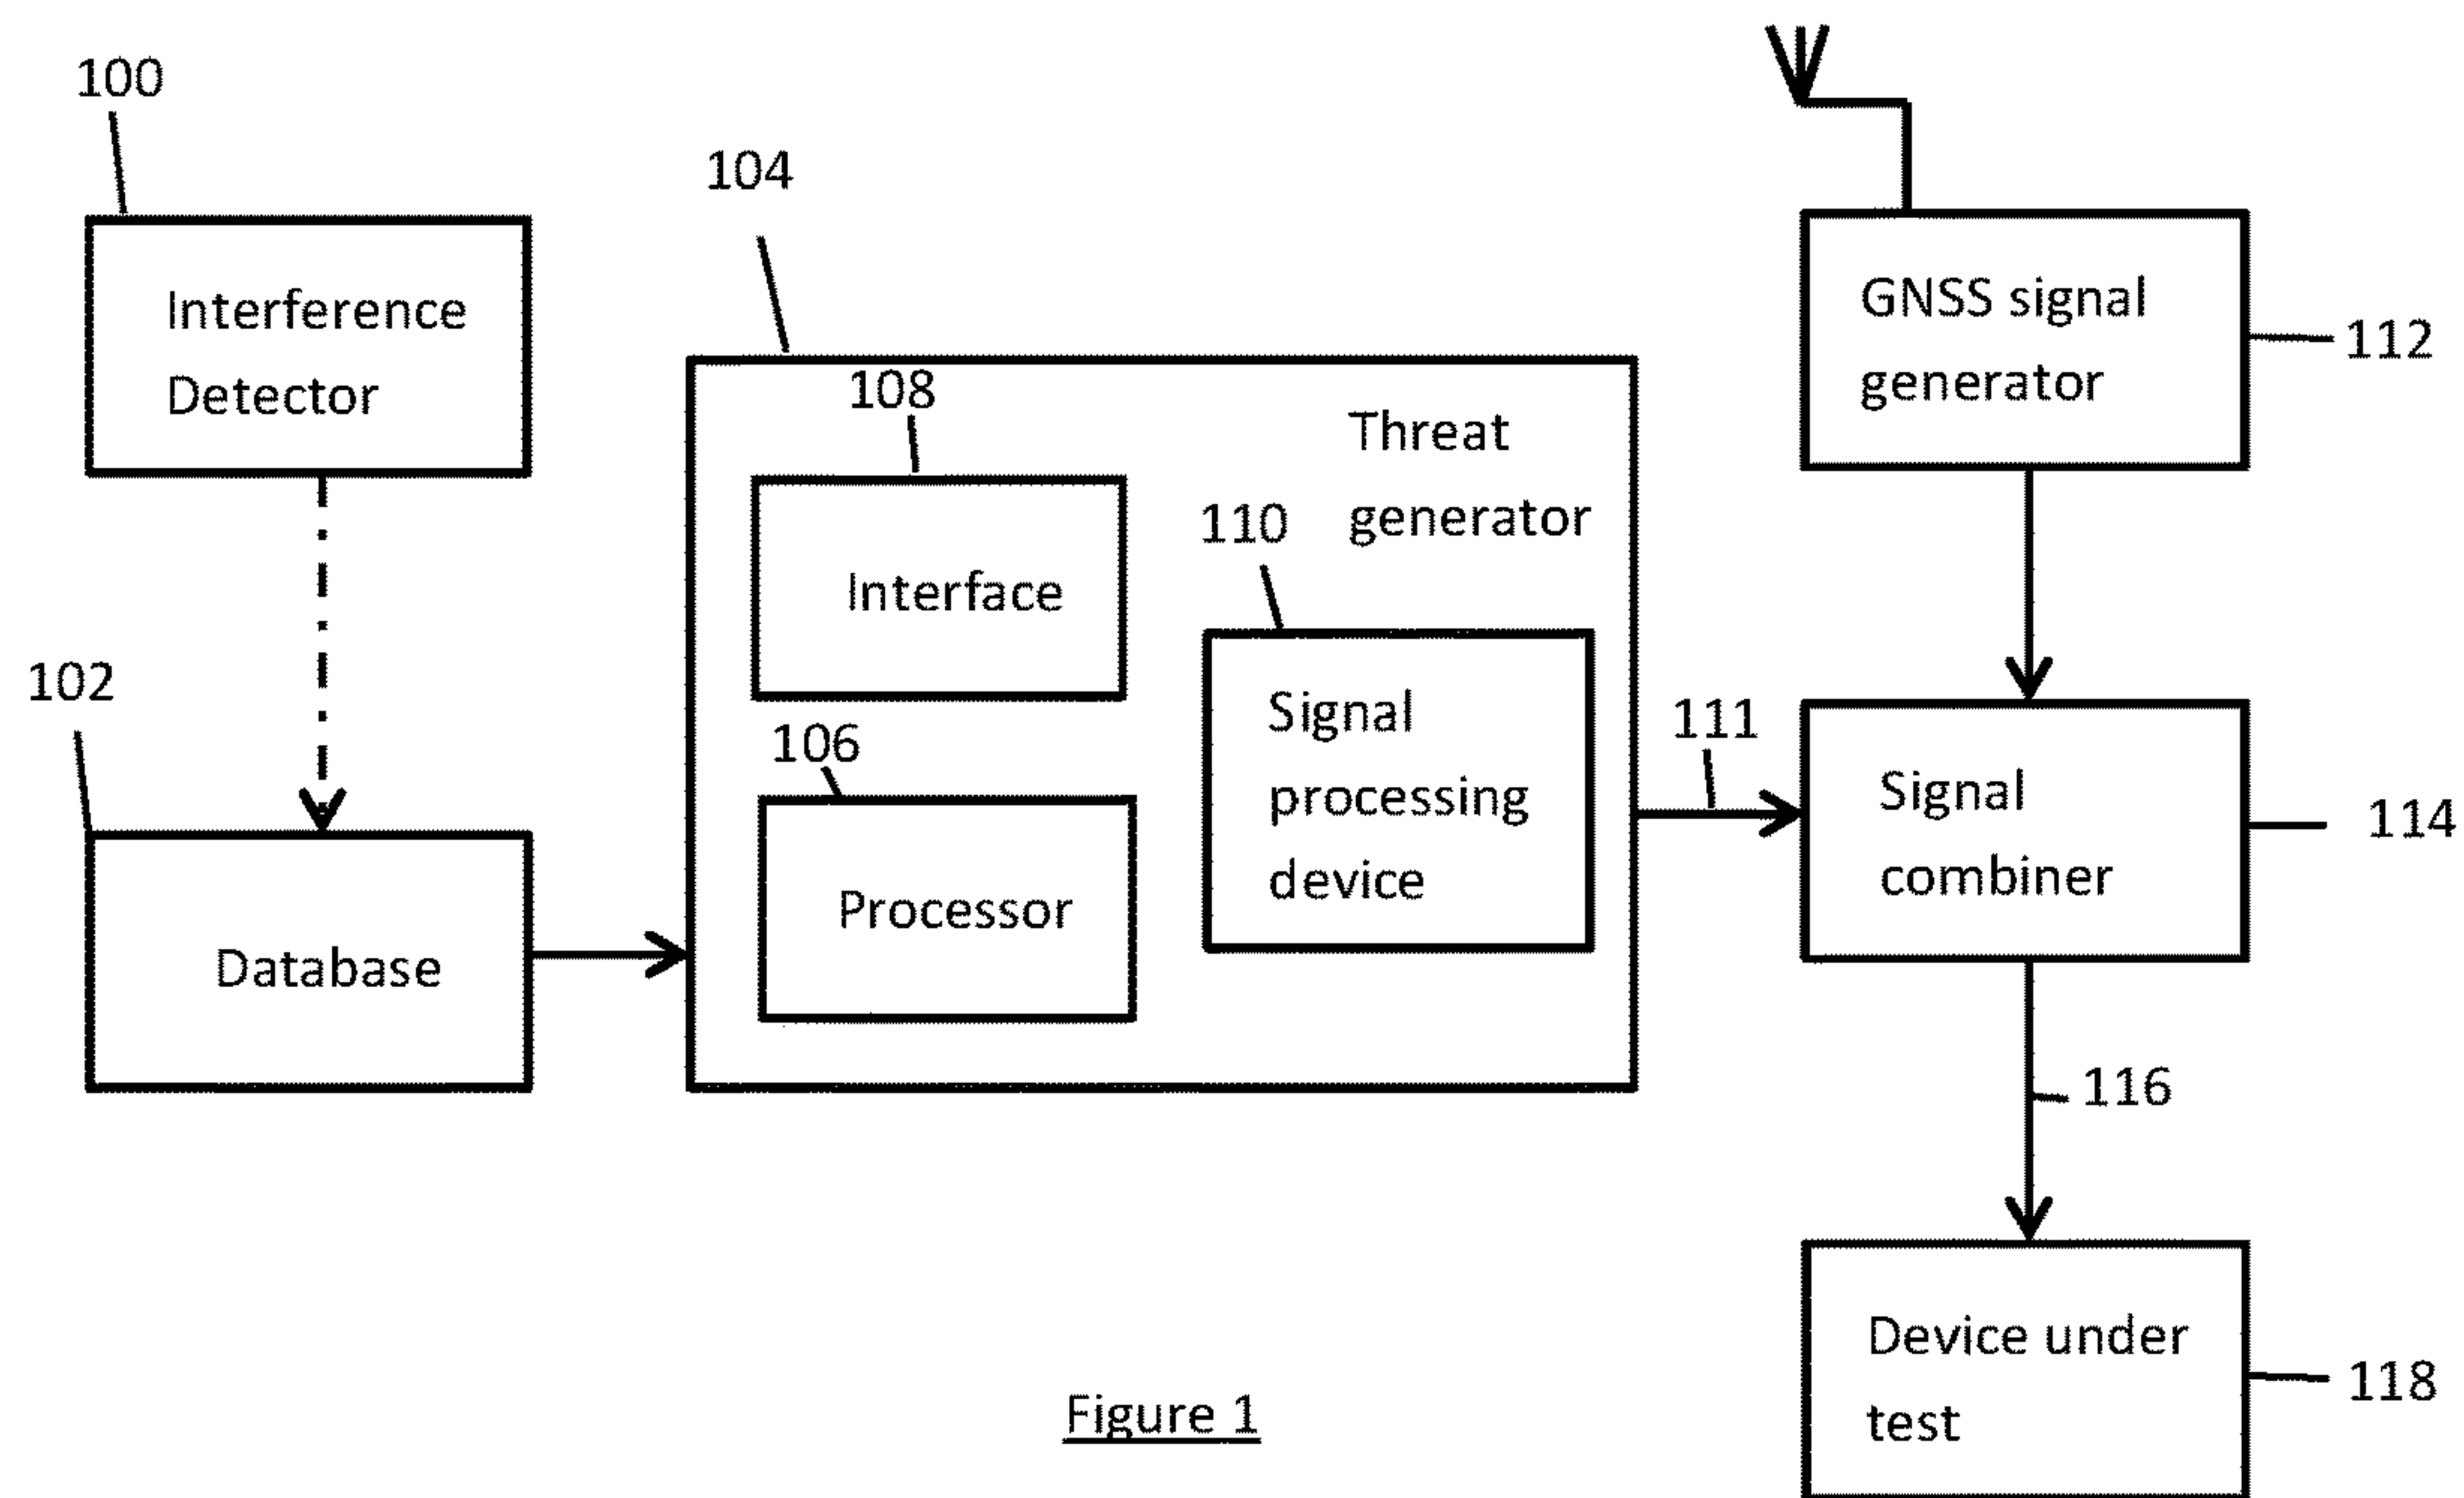 100
Interference
Detector
102
Database
104
108
Interface
106
Processor
Threat
generator
110
Signal
processing
device
111
GNSS signal
generator
112
Signal
combiner
114
116
Device under
test
118
Figure 1